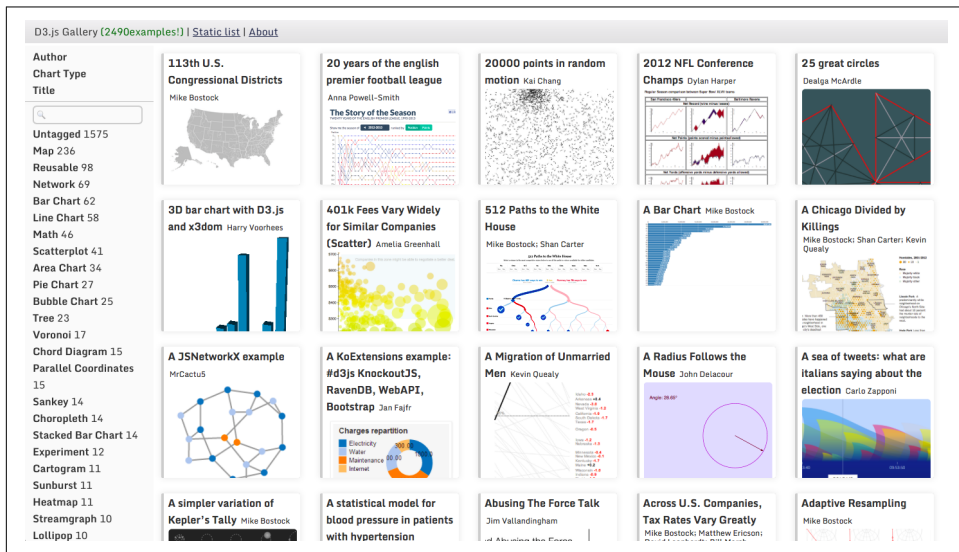 D3.js Gallery (2490examples!) | Static list | About
Author
Chart Type
Title
Untagged 1575
Map 236
Reusable 98
Network 69
Bar Chart 62
Line Chart 58
Math 46
Scatterplot 41
Area Chart 34
Pie Chart 27
Bubble Chart 25
Tree 23
Voronoi 17
Chord Diagram 15
Parallel Coordinates
15
Sankey 14
Choropleth 14
Stacked Bar Chart 14
Experiment 12
Cartogram 11
Sunburst 11
Heatmap 11
Streamgraph 10
Lollipop 10
113th U.S.
Congressional Districts
Mike Bostock
20 years of the english
premier football league
Anna Powell-Smith
The Story of the Season
20000 points in random
motion Kai Chang
2012 NFL Conference
Champs Dylan Harper
25 great circles
Dealga McArdle
3D bar chart with D3.js
and x3dom Harry Voorhees
401k Fees Vary Widely
for Similar Companies
(Scatter) Amelia Greenhall
512 Paths to the White
House
Mike Bostock; Shan Carter
A Bar Chart Mike Bostock
A Chicago Divided by
Killings
Mike Bostock; Shan Carter; Kevin
Quealy
A JSNetworkX example
MrCactu5
A KoExtensions example:
#d3js KnockoutJS,
RavenDB, WebAPI,
Bootstrap Jan Fajfr
Charges repartition
Electricity
Water
Maintenance
Internet
A Migration of Unmarried
Men Kevin Quealy
A Radius Follows the
Mouse John Delacour
A sea of tweets: what are
italians saying about the
election Carlo Zapponi
A simpler variation of
Kepler's Tally Mike Bostock
A statistical model for
blood pressure in patients
with hypertension
Abusing The Force Talk
Jim Vallandingham
Across U.S. Companies,
Tax Rates Vary Greatly
Mike Bostock; Matthew Ericson;
Adaptive Resampling
Mike Bostock